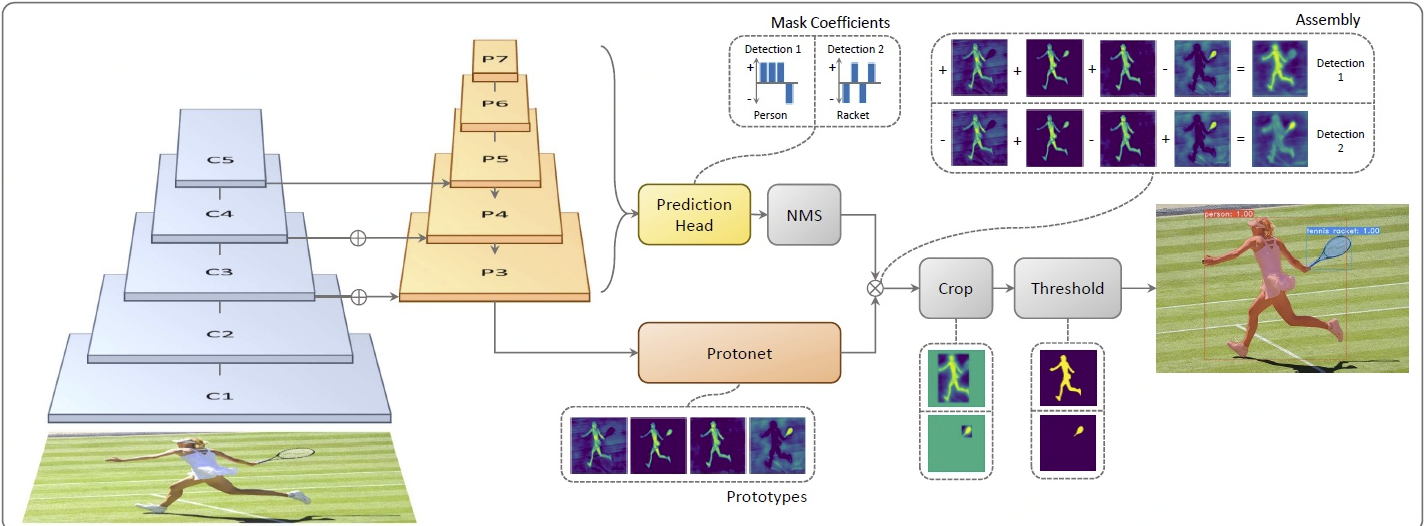 Mask Coefficients
Assembly
Detection 1
Detection 2
+
-
Person
+
-
Racket
+ + + - = Detection 1
- + - + = Detection 2
P7
P6
P5
P4
P3
C5
C4
C3
C2
C1
Prediction
Head
NMS
Crop
Threshold
Protonet
Prototypes
person: 1.00
tennis racket: 1.00